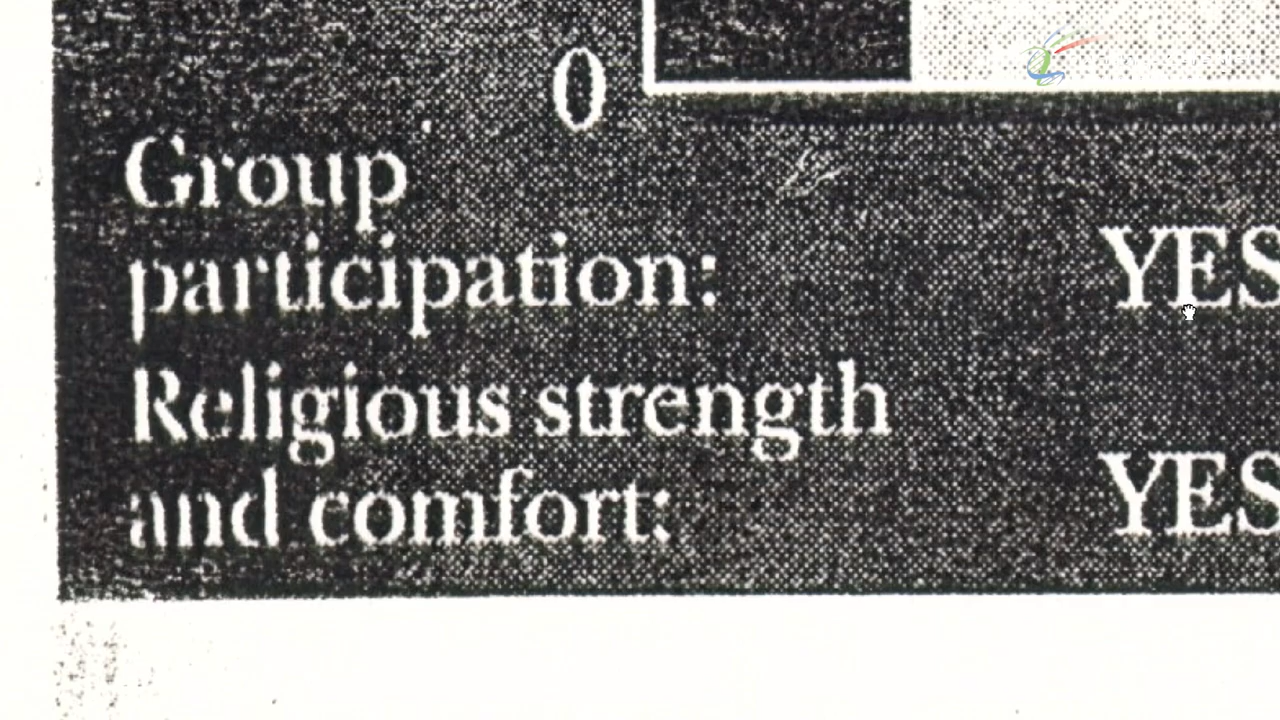 0
Group
participation:
YES
Religious strength
and comfort:
YES